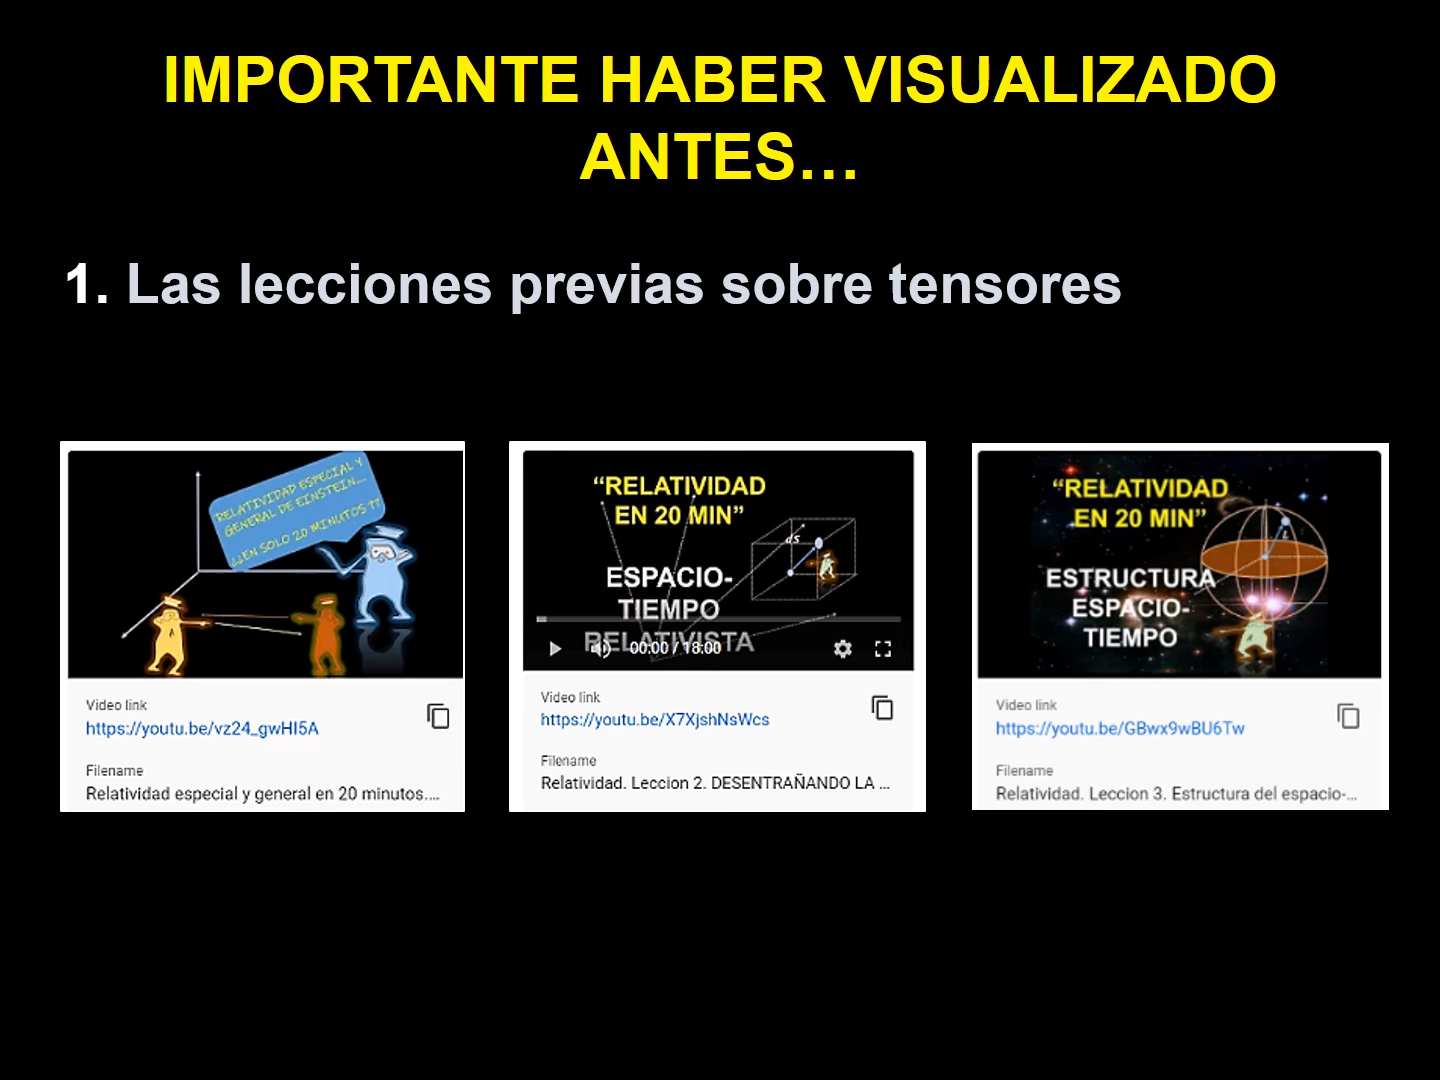 IMPORTANTE HABER VISUALIZADO
ANTES…
1. Las lecciones previas sobre tensores
RELATIVIDAD ESPECIAL Y
GENERAL DE EINSTEIN...
¿¿EN SOLO 20 MINUTOS ??
Video link
https://youtu.be/vz24_gwHI5A
Filename
Relatividad especial y general en 20 minutos....
“RELATIVIDAD
EN 20 MIN”
dS
ESPACIO-
TIEMPO
RELATIVISTA
00:00 / 18:00
Video link
https://youtu.be/X7XjshNsWcs
Filename
Relatividad. Leccion 2. DESENTRAÑANDO LA ...
“RELATIVIDAD
EN 20 MIN”
ESTRUCTURA
ESPACIO-
TIEMPO
Video link
https://youtu.be/GBwx9wBU6Tw
Filename
Relatividad. Leccion 3. Estructura del espacio-...